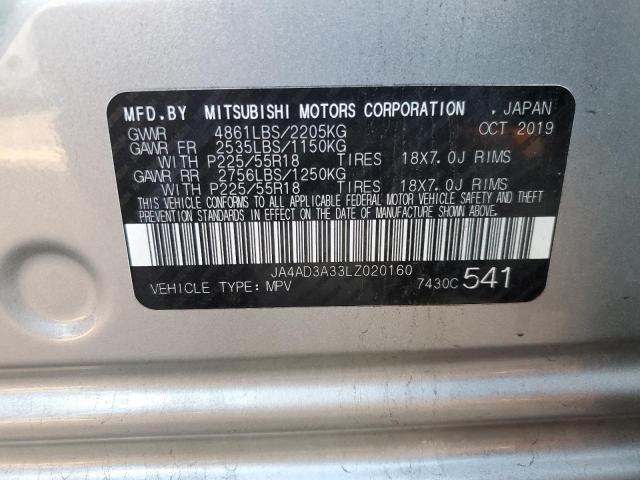 MFD.BY MITSUBISHI MOTORS CORPORATION . JAPAN
GVWR 4861LBS/2205KG OCT 2019
GAWR FR 2535LBS/1150KG
WITH P225/55R18 TIRES 18X7.0J RIMS
GAWR RR 2756LBS/1250KG
WITH P225/55R18 TIRES 18X7.0J RIMS
THIS VEHICLE CONFORMS TO ALL APPLICABLE FEDERAL MOTOR VEHICLE SAFETY AND THEFT
PREVENTION STANDARDS IN EFFECT ON THE DATE OF MANUFACTURE SHOWN ABOVE.
JA4AD3A33LZ020160
VEHICLE TYPE: MPV 7430C 541